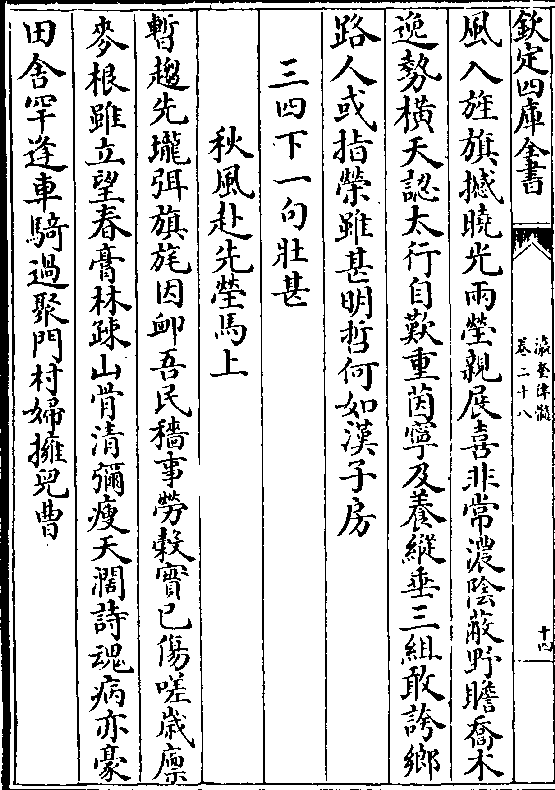 欽定四庫全書
瀛奎律髓
卷二十八
十四
風入旌旗撼曉光雨塋親展喜非常濃陰蔽野瞻喬木
逸勢橫天認太行自歎重茵寧及養縱垂三組敢誇鄉
路人或指榮雖甚明哲何如漢子房
三四下一句壯甚
秋風赴先塋馬上
暫趨先壠弭旗旄因䘏吾民穡事勞榖實已傷嗟歲廩
麥根雖立望春膏林疎山骨清彌瘦天濶詩魂病亦豪
田舍罕逢車騎過聚門村婦擁兒曹